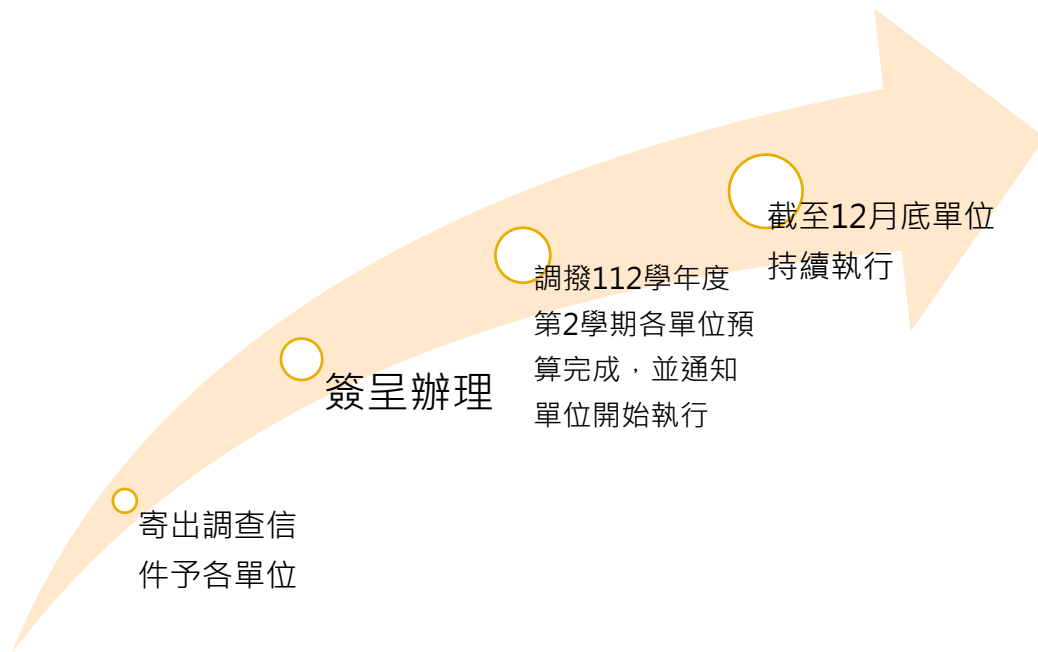 寄出調查信
件予各單位
簽呈辦理
調撥112學年度
第2學期各單位預
算完成，並通知
單位開始執行
截至12月底單位
持續執行